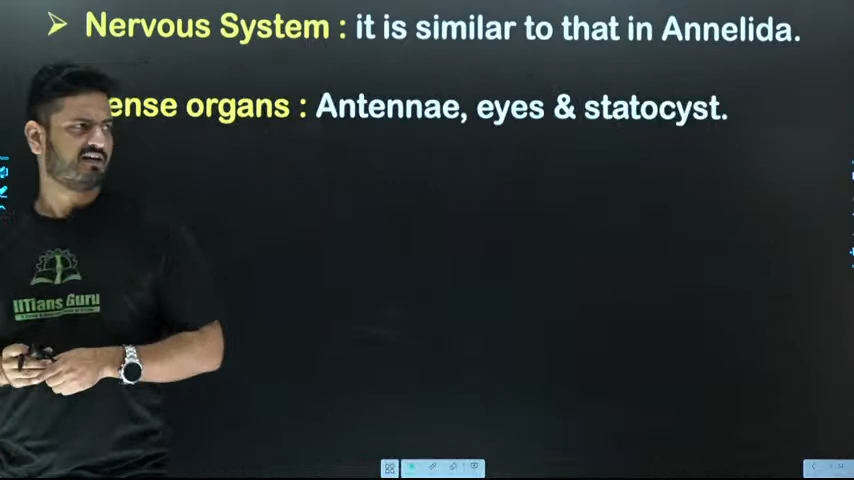 ➢ Nervous System : it is similar to that in Annelida.
ense organs : Antennae, eyes & statocyst.
IITians Guru